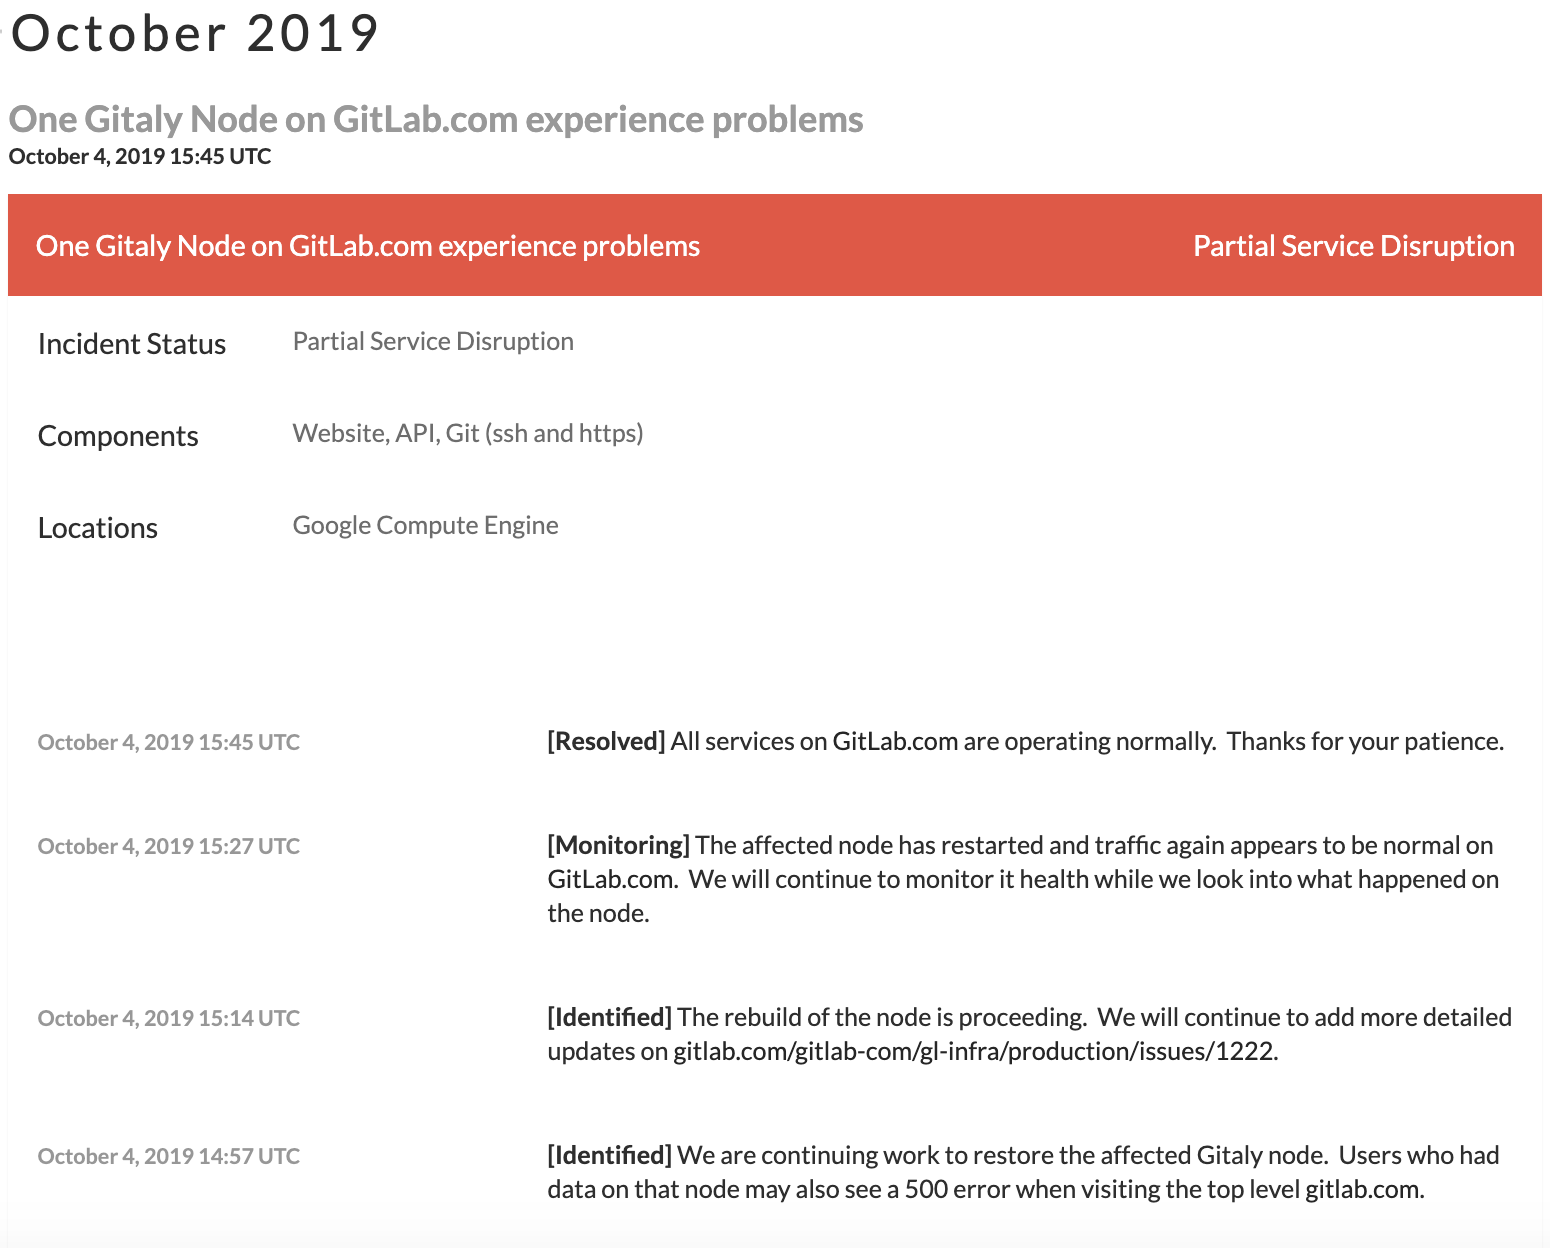 October 2019
One Gitaly Node on GitLab.com experience problems
October 4, 2019 15:45 UTC
One Gitaly Node on GitLab.com experience problems Partial Service Disruption
Incident Status Partial Service Disruption
Components Website, API, Git (ssh and https)
Locations Google Compute Engine
October 4, 2019 15:45 UTC [Resolved] All services on GitLab.com are operating normally. Thanks for your patience.
October 4, 2019 15:27 UTC [Monitoring] The affected node has restarted and traffic again appears to be normal on
GitLab.com. We will continue to monitor it health while we look into what happened on
the node.
October 4, 2019 15:14 UTC [Identified] The rebuild of the node is proceeding. We will continue to add more detailed
updates on gitlab.com/gitlab-com/gl-infra/production/issues/1222.
October 4, 2019 14:57 UTC [Identified] We are continuing work to restore the affected Gitaly node. Users who had
data on that node may also see a 500 error when visiting the top level gitlab.com.